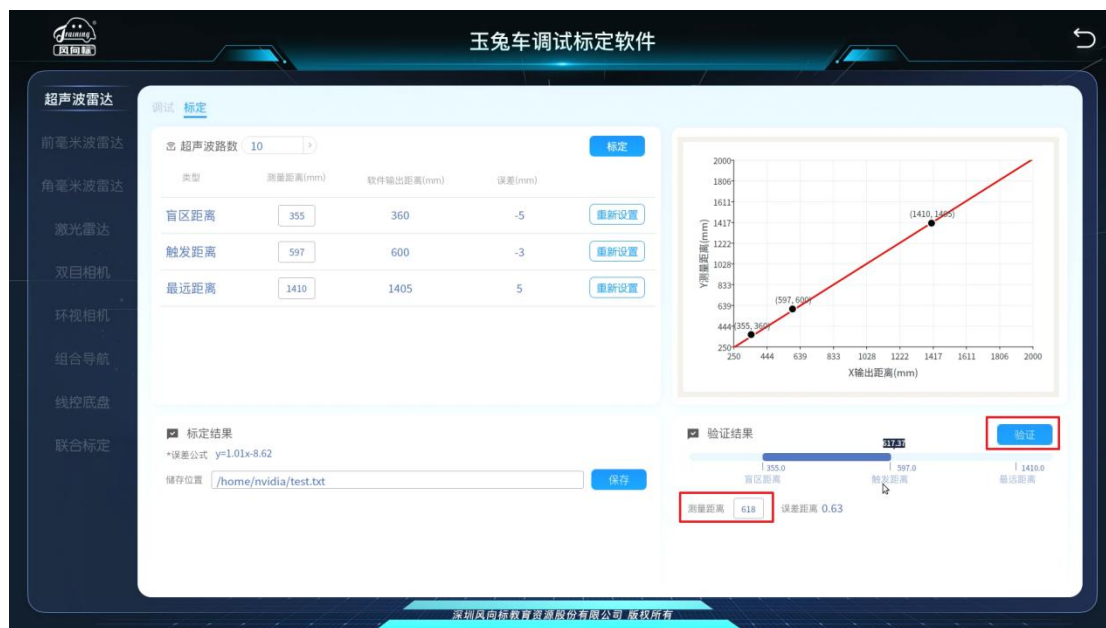 Training
风向标
玉兔车调试标定软件
超声波雷达
前毫米波雷达
角毫米波雷达
激光雷达
双目相机
环视相机
组合导航
线控底盘
联合标定
调试 标定
超声波路数 10 标定
类型 测量距离(mm) 软件输出距离(mm) 误差(mm)
盲区距离 355 360 -5 重新设置
触发距离 597 600 -3 重新设置
最远距离 1410 1405 5 重新设置
Y测量距离(mm)
2000
1806
1611
1417
1222
1028
833
639
444
250
(1410, 1405)
(597, 600)
(355, 360)
250 444 639 833 1028 1222 1417 1611 1806 2000
X输出距离(mm)
标定结果
*误差公式 y=1.01x-8.62
储存位置 /home/nvidia/test.txt 保存
验证结果 验证
617.37
355.0 597.0 1410.0
盲区距离 触发距离 最远距离
测量距离 618 误差距离 0.63
深圳风向标教育资源股份有限公司 版权所有